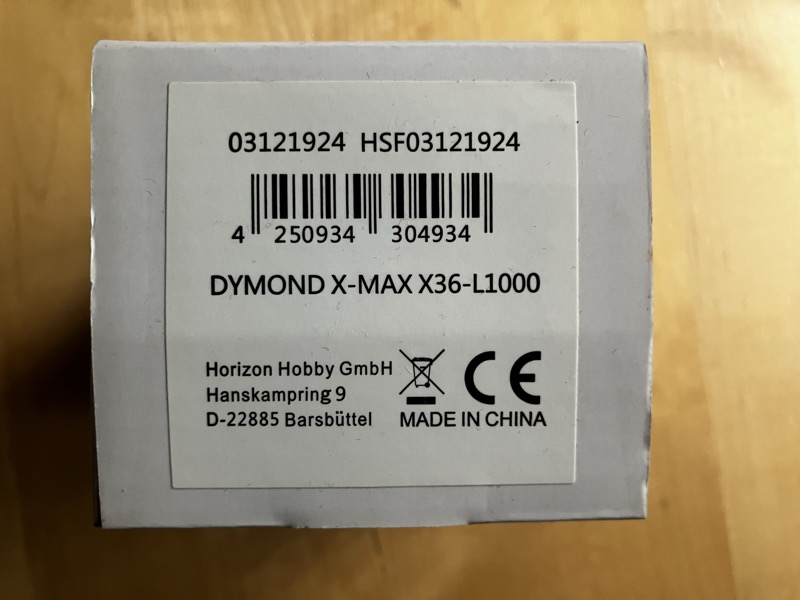 03121924 HSF03121924
4 250934 304934
DYMOND X-MAX X36-L1000
Horizon Hobby GmbH
Hanskampring 9
D-22885 Barsbüttel
CE
MADE IN CHINA